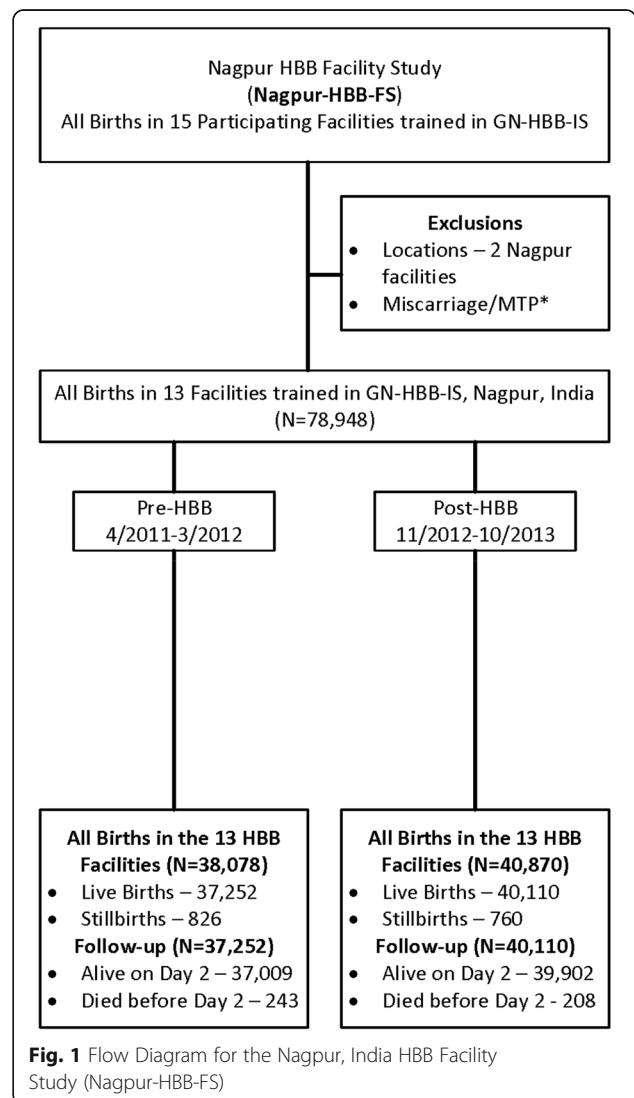 Nagpur HBB Facility Study
(Nagpur-HBB-FS)
All Births in 15 Participating Facilities trained in GN-HBB-IS
Exclusions
• Locations – 2 Nagpur
facilities
• Miscarriage/MTP*
All Births in 13 Facilities trained in GN-HBB-IS, Nagpur, India
(N=78,948)
Pre-HBB
4/2011-3/2012
Post-HBB
11/2012-10/2013
All Births in the 13 HBB
Facilities (N=38,078)
• Live Births – 37,252
• Stillbirths – 826
Follow-up (N=37,252)
• Alive on Day 2 – 37,009
• Died before Day 2 – 243
All Births in the 13 HBB
Facilities (N=40,870)
• Live Births – 40,110
• Stillbirths – 760
Follow-up (N=40,110)
• Alive on Day 2 – 39,902
• Died before Day 2 - 208
Fig. 1 Flow Diagram for the Nagpur, India HBB Facility
Study (Nagpur-HBB-FS)